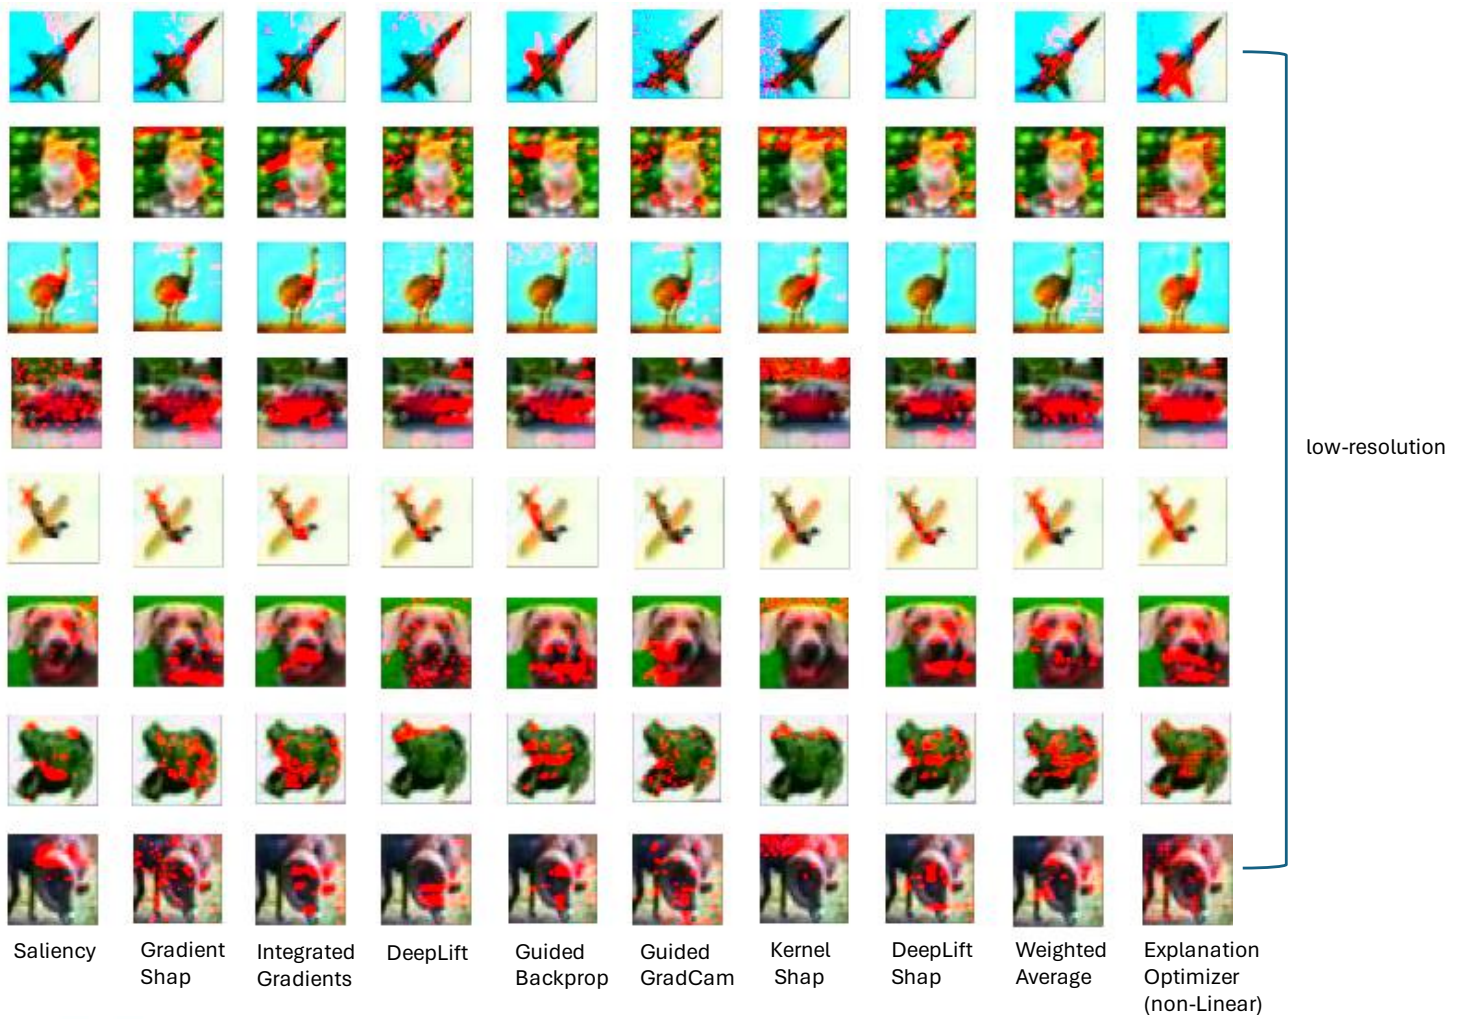 low-resolution
Saliency
Gradient
Shap
Integrated
Gradients
DeepLift
Guided
Backprop
Guided
GradCam
Kernel
Shap
DeepLift
Shap
Weighted
Average
Explanation
Optimizer
(non-Linear)